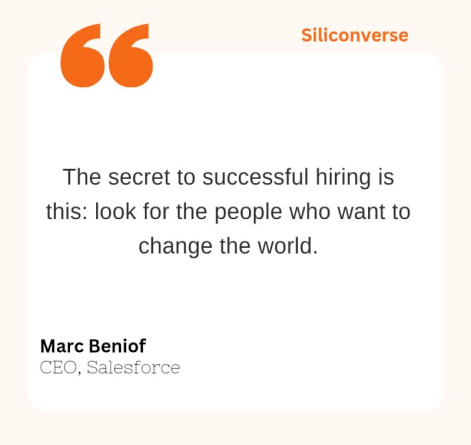 Siliconverse
The secret to successful hiring is
this: look for the people who want to
change the world.
Marc Beniof
CEO, Salesforce